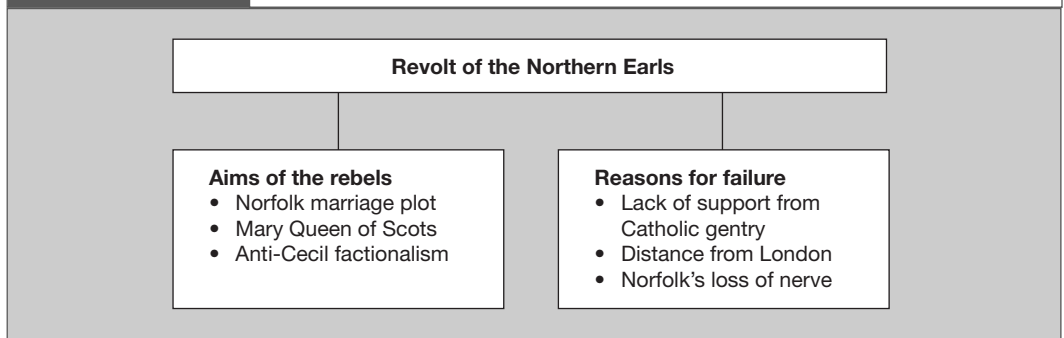 Revolt of the Northern Earls
Aims of the rebels
• Norfolk marriage plot
• Mary Queen of Scots
• Anti-Cecil factionalism
Reasons for failure
• Lack of support from
Catholic gentry
• Distance from London
• Norfolk’s loss of nerve